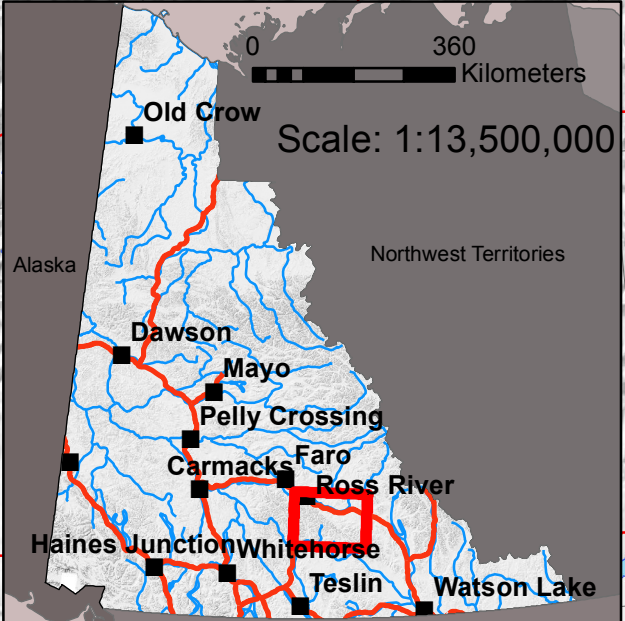 0 360
Kilometers
Old Crow
Scale: 1:13,500,000
Northwest Territories
Alaska
Dawson
Mayo
Pelly Crossing
Faro
Carmacks
Ross River
Haines Junction
Whitehorse
Teslin
Watson Lake